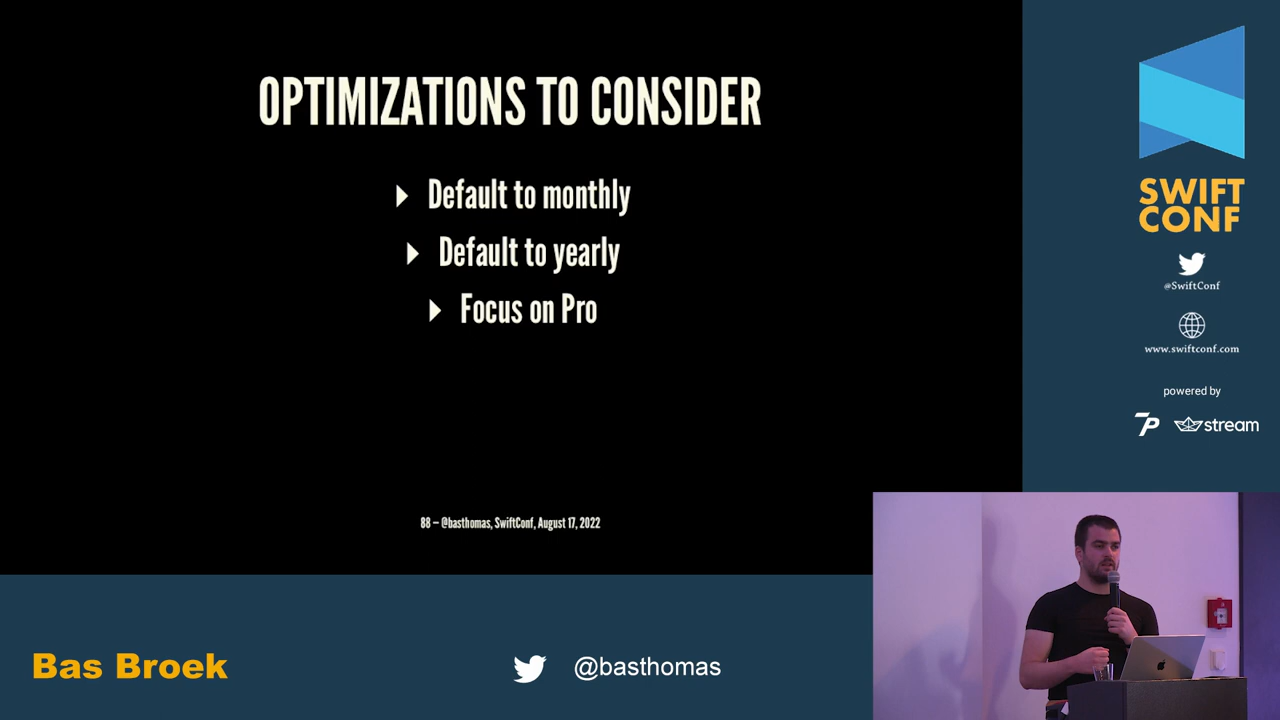 OPTIMIZATIONS TO CONSIDER
Default to monthly
Default to yearly
Focus on Pro
88 – @basthomas, SwiftConf, August 17, 2022
SWIFT
CONF
@SwiftConf
www.swiftconf.com
powered by
7P stream
Bas Broek
@basthomas